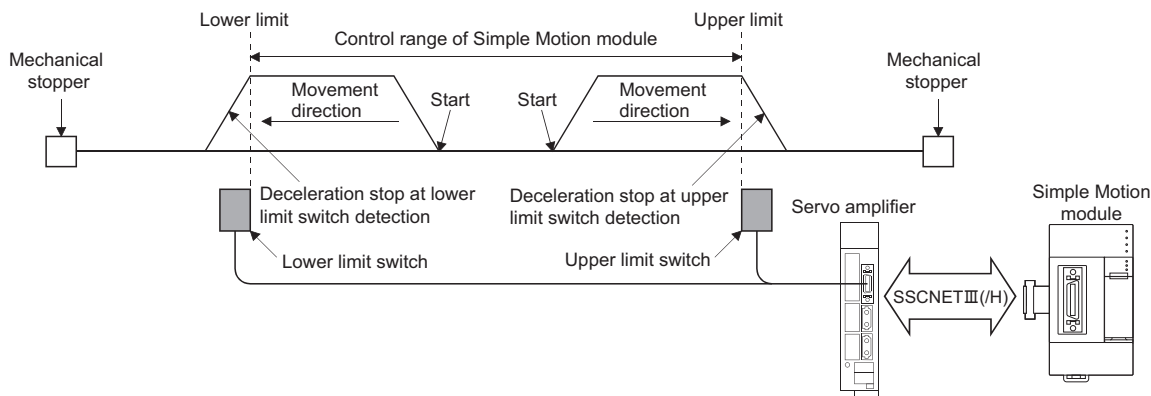 Lower limit
Upper limit
Control range of Simple Motion module
Mechanical
stopper
Mechanical
stopper
Movement
direction
Start
Start
Movement
direction
Deceleration stop at lower
limit switch detection
Deceleration stop at upper
limit switch detection
Servo amplifier
Simple Motion
module
Lower limit switch
Upper limit switch
SSCNETⅢ(/H)